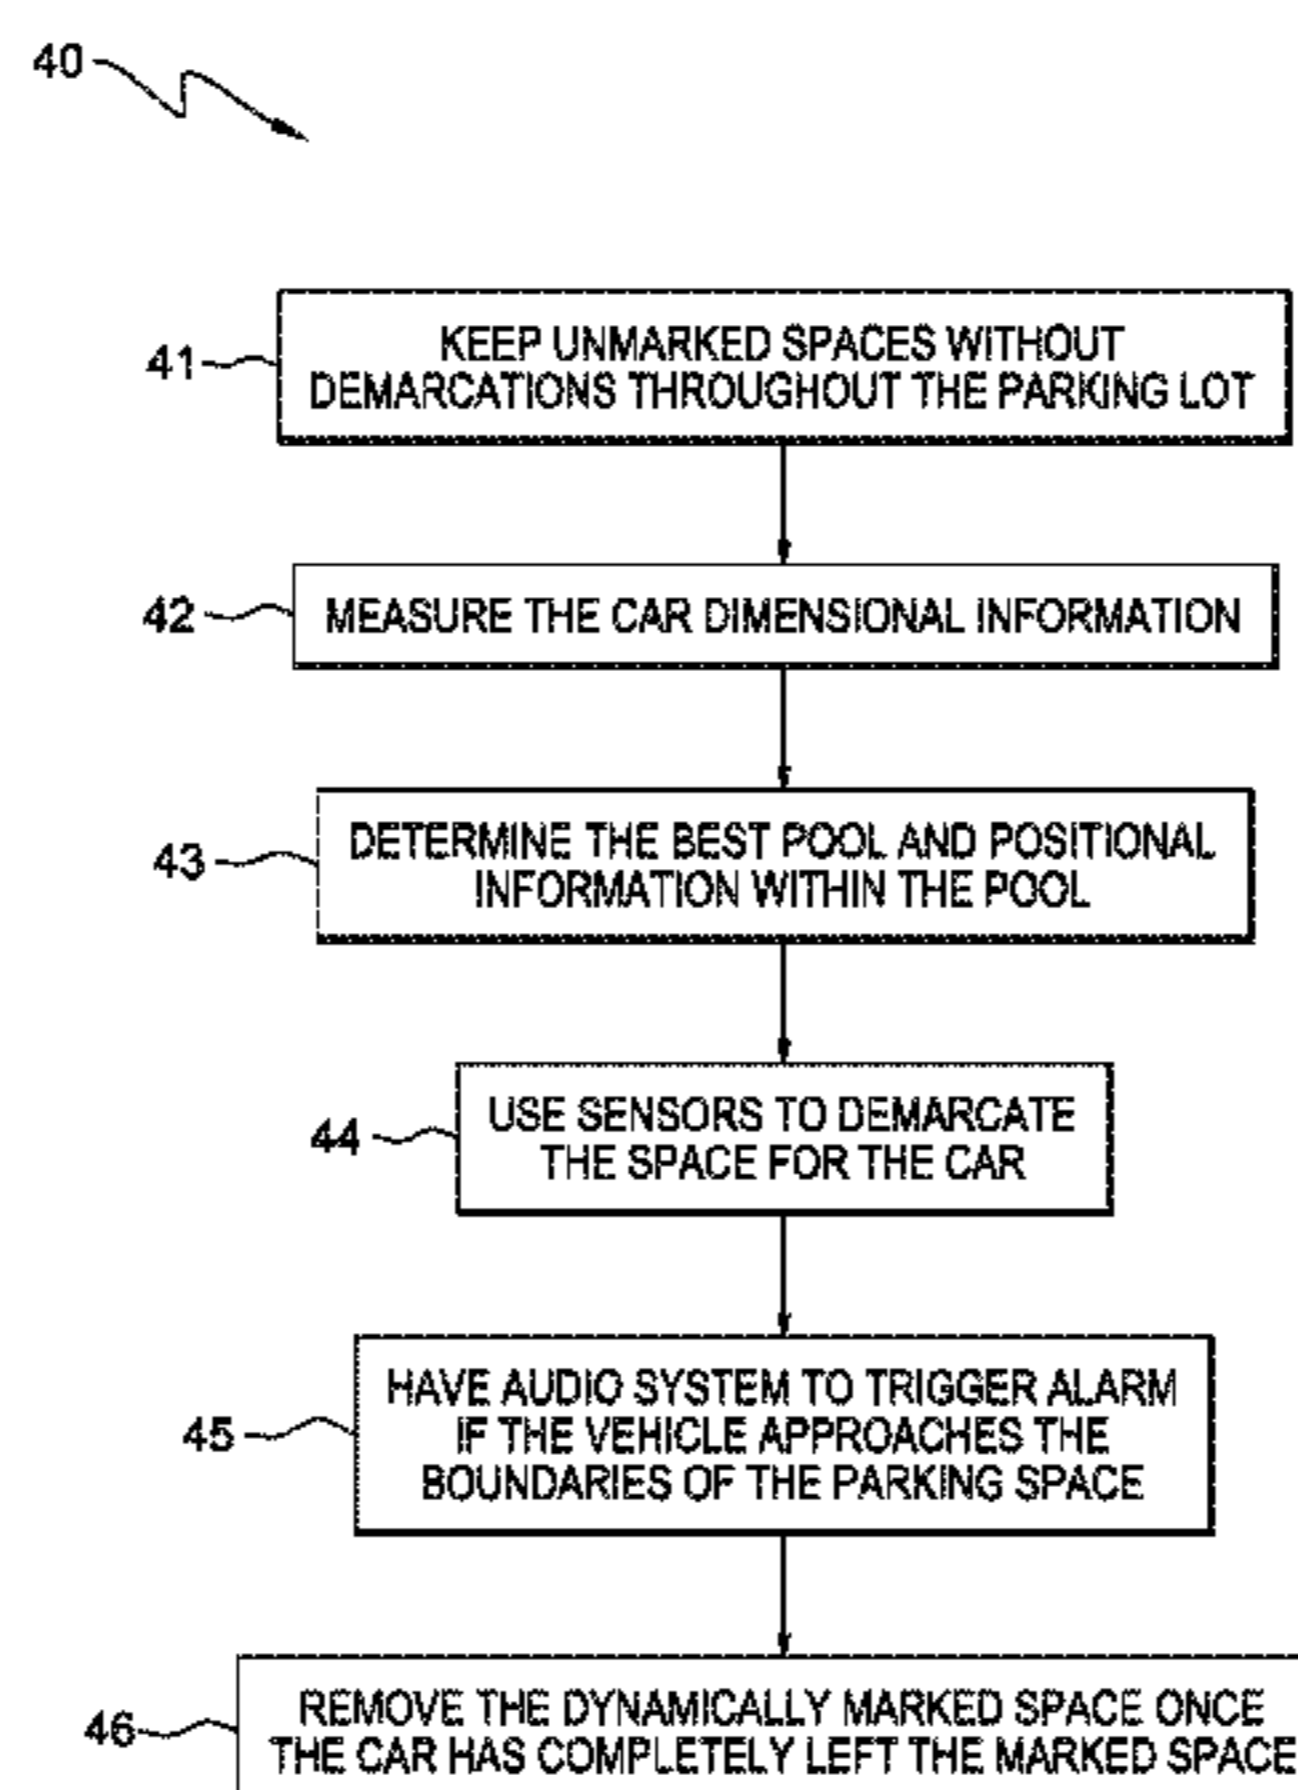 40
41
KEEP UNMARKED SPACES WITHOUT
DEMARCATIONS THROUGHOUT THE PARKING LOT
42
MEASURE THE CAR DIMENSIONAL INFORMATION
43
DETERMINE THE BEST POOL AND POSITIONAL
INFORMATION WITHIN THE POOL
44
USE SENSORS TO DEMARCATE
THE SPACE FOR THE CAR
45
HAVE AUDIO SYSTEM TO TRIGGER ALARM
IF THE VEHICLE APPROACHES THE
BOUNDARIES OF THE PARKING SPACE
46
REMOVE THE DYNAMICALLY MARKED SPACE ONCE
THE CAR HAS COMPLETELY LEFT THE MARKED SPACE